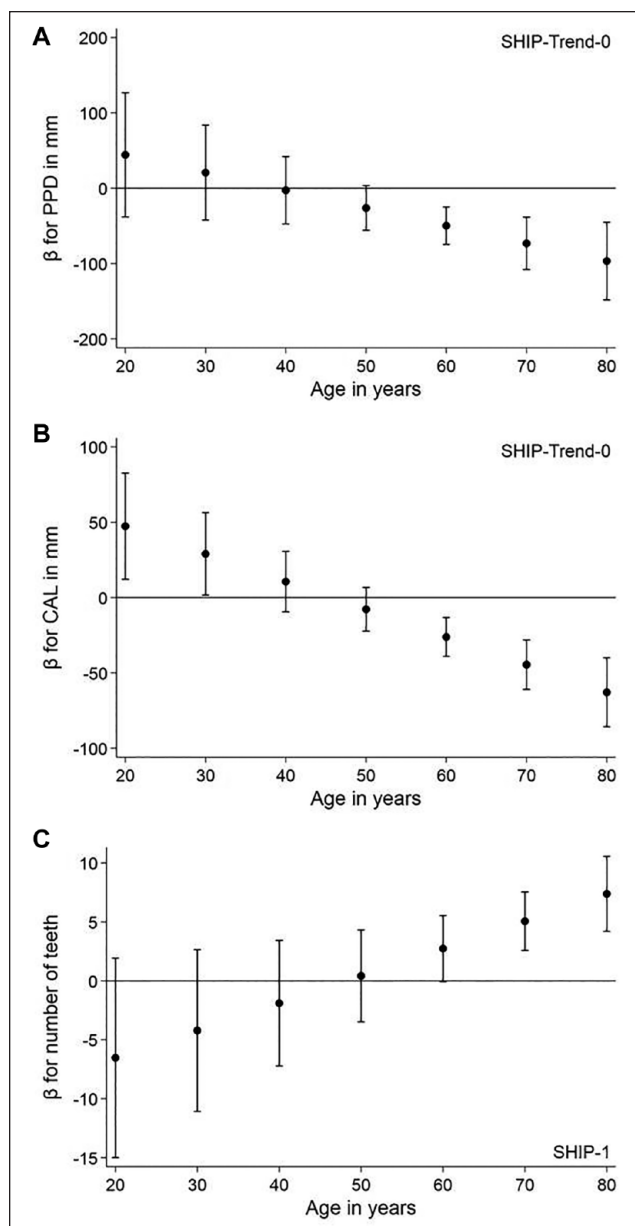 A
SHIP-Trend-0
β for PPD in mm
200
100
0
-100
-200
20 30 40 50 60 70 80
Age in years
B
SHIP-Trend-0
β for CAL in mm
100
50
0
-50
-100
20 30 40 50 60 70 80
Age in years
C
β for number of teeth
10
5
0
-5
-10
-15
SHIP-1
20 30 40 50 60 70 80
Age in years